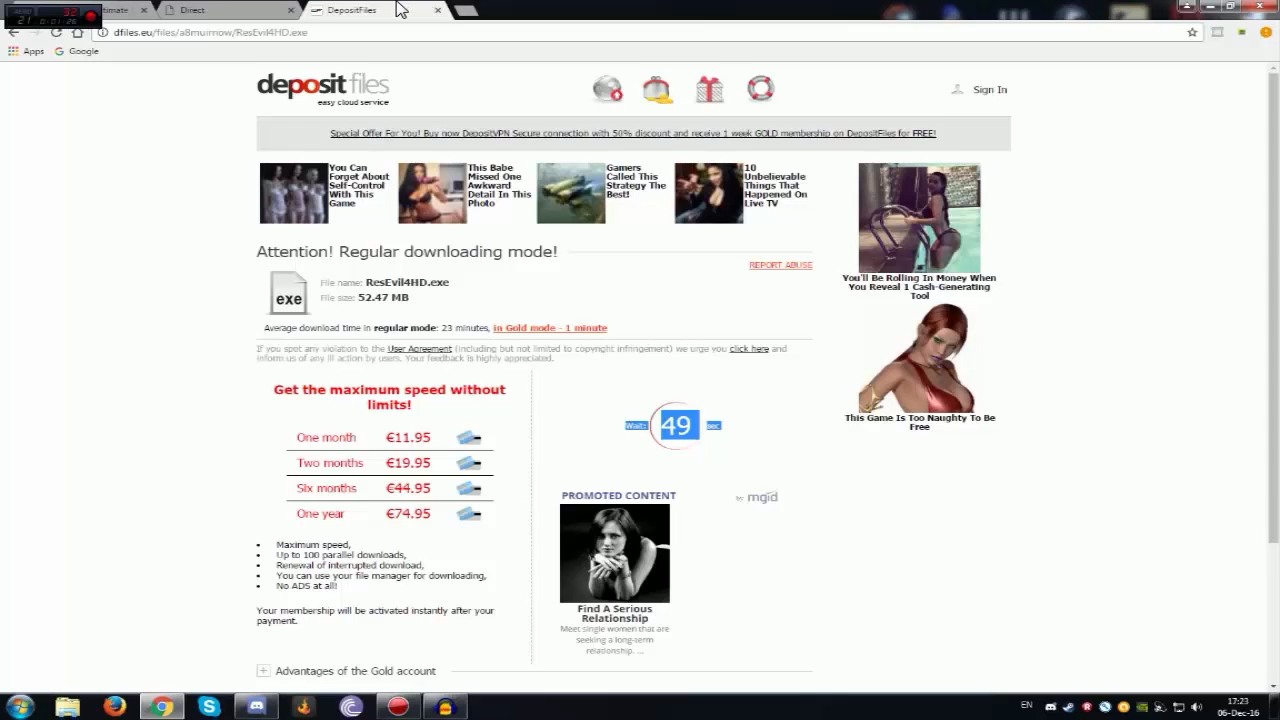 32
21
0:01:26
timate
Direct
DepositFiles
dfiles.eu/files/a8muirnow/ResEvil4HD.exe
Apps
Google
depositfiles
easy cloud service
Sign In
Special Offer For You! Buy now DepositVPN Secure connection with 50% discount and receive 1 week GOLD membership on DepositFiles for FREE!
You Can
Forget About
Self-Control
With This
Game
This Babe
Missed One
Awkward
Detail In This
Photo
Gamers
Called This
Strategy The
Best!
10
Unbelievable
Things That
Happened On
Live TV
You'll Be Rolling In Money When
You Reveal 1 Cash-Generating
Tool
Attention! Regular downloading mode!
REPORT ABUSE
exe
File name: ResEvil4HD.exe
File size: 52.47 MB
Average download time in regular mode: 23 minutes, in Gold mode - 1 minute
If you spot any violation to the User Agreement (including but not limited to copyright infringement) we urge you click here and
inform us of any ill action by users. Your feedback is highly appreciated.
This Game Is Too Naughty To Be
Free
Get the maximum speed without
limits!
One month €11.95
Two months €19.95
Six months €44.95
One year €74.95
Wait: 49 sec
• Maximum speed,
• Up to 100 parallel downloads,
• Renewal of interrupted download,
• You can use your file manager for downloading,
• No ADS at all!
Your membership will be activated instantly after your
payment.
PROMOTED CONTENT
by mgid
Find A Serious
Relationship
Meet single women that are
seeking a long-term
relationship. ...
+ Advantages of the Gold account
EN
17:23
06-Dec-16